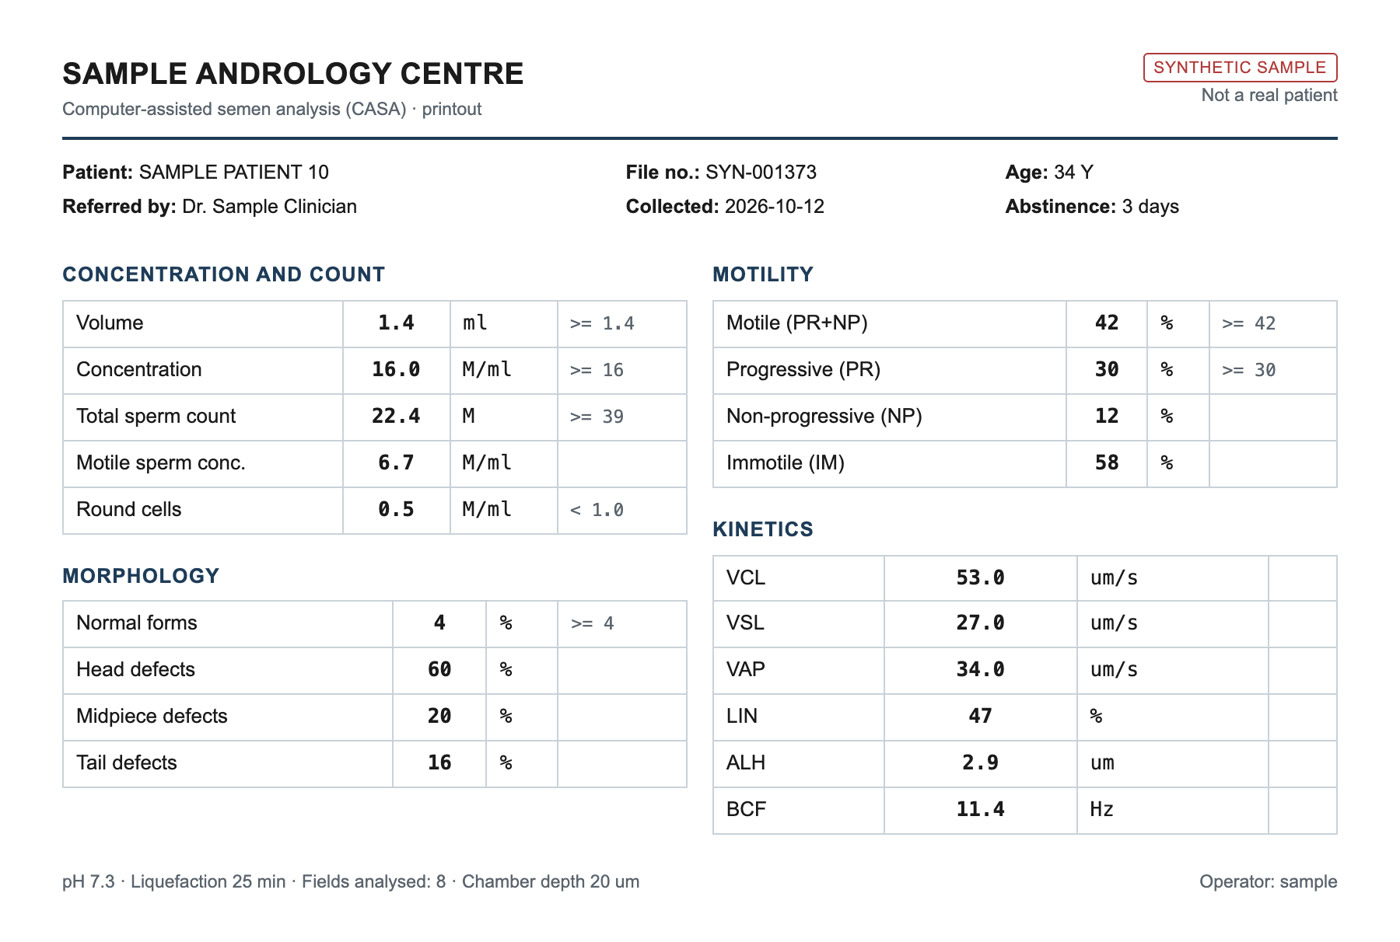 SAMPLE ANDROLOGY CENTRE
SYNTHETIC SAMPLE
Computer-assisted semen analysis (CASA) · printout
Not a real patient
Patient: SAMPLE PATIENT 10 File no.: SYN-001373 Age: 34 Y
Referred by: Dr. Sample Clinician Collected: 2026-10-12 Abstinence: 3 days
CONCENTRATION AND COUNT
Volume 1.4 ml >= 1.4
Concentration 16.0 M/ml >= 16
Total sperm count 22.4 M >= 39
Motile sperm conc. 6.7 M/ml
Round cells 0.5 M/ml < 1.0
MORPHOLOGY
Normal forms 4 % >= 4
Head defects 60 %
Midpiece defects 20 %
Tail defects 16 %
MOTILITY
Motile (PR+NP) 42 % >= 42
Progressive (PR) 30 % >= 30
Non-progressive (NP) 12 %
Immotile (IM) 58 %
KINETICS
VCL 53.0 um/s
VSL 27.0 um/s
VAP 34.0 um/s
LIN 47 %
ALH 2.9 um
BCF 11.4 Hz
pH 7.3 · Liquefaction 25 min · Fields analysed: 8 · Chamber depth 20 um
Operator: sample